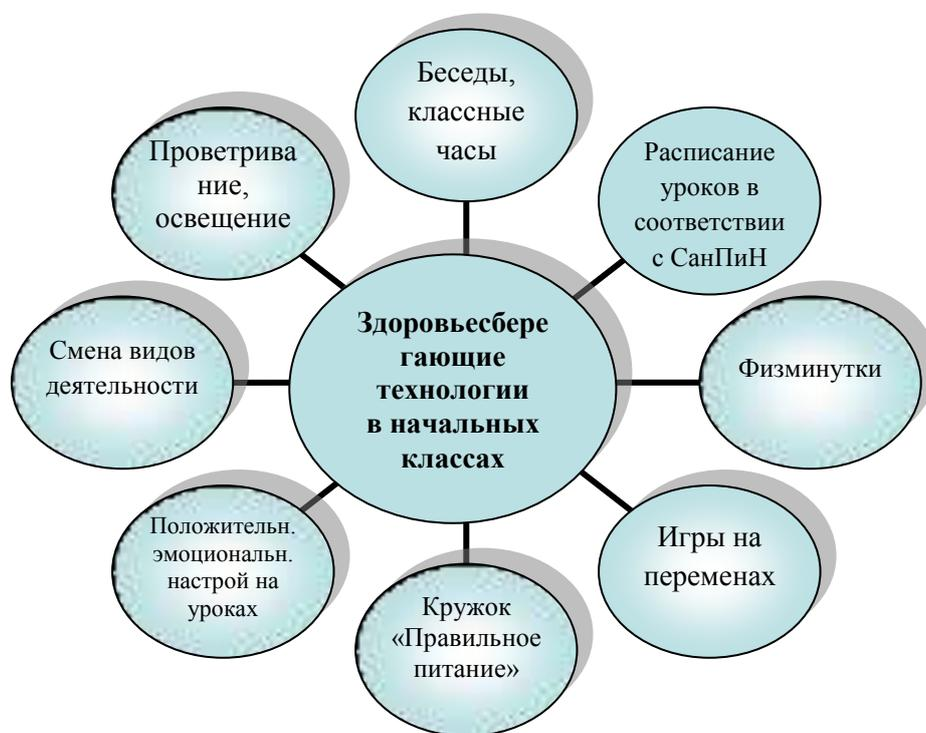 Беседы,
классные
часы
Расписание
уроков в
соответствии
с СанПиН
Физминутки
Игры на
переменах
Кружок
«Правильное
питание»
Положительн.
эмоциональн.
настрой на
уроках
Смена видов
деятельности
Проветрива
ние,
освещение
Здоровьесбере
гающие
технологии
в начальных
классах